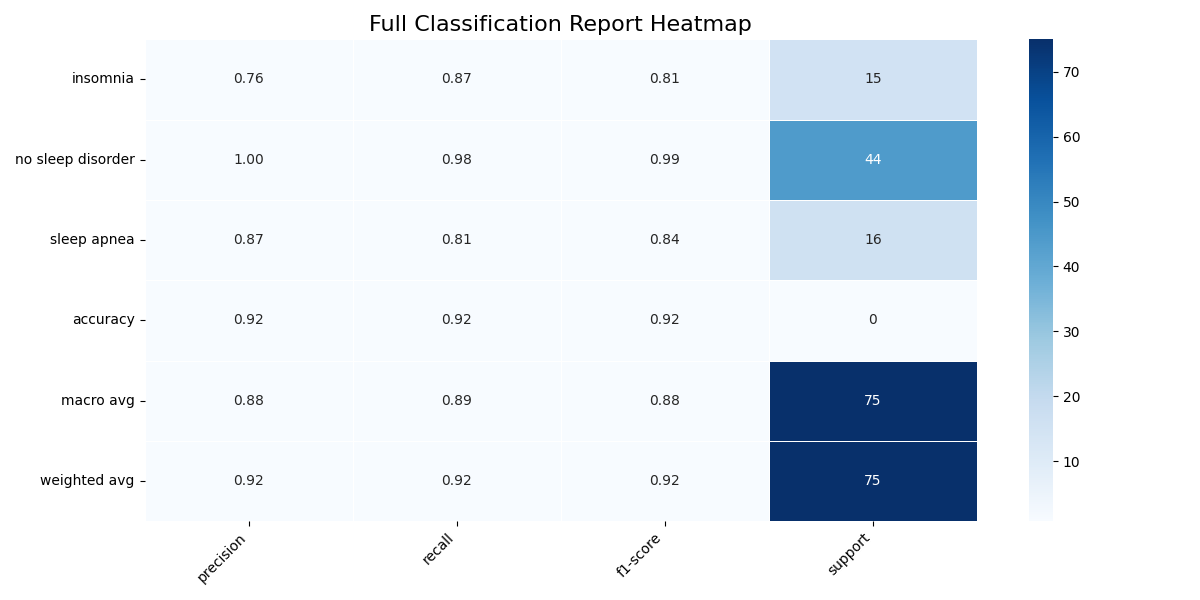 Full Classification Report Heatmap
insomnia 0.76 0.87 0.81 15
no sleep disorder 1.00 0.98 0.99 44
sleep apnea 0.87 0.81 0.84 16
accuracy 0.92 0.92 0.92 0
macro avg 0.88 0.89 0.88 75
weighted avg 0.92 0.92 0.92 75
precision recall f1-score support
70
60
50
40
30
20
10